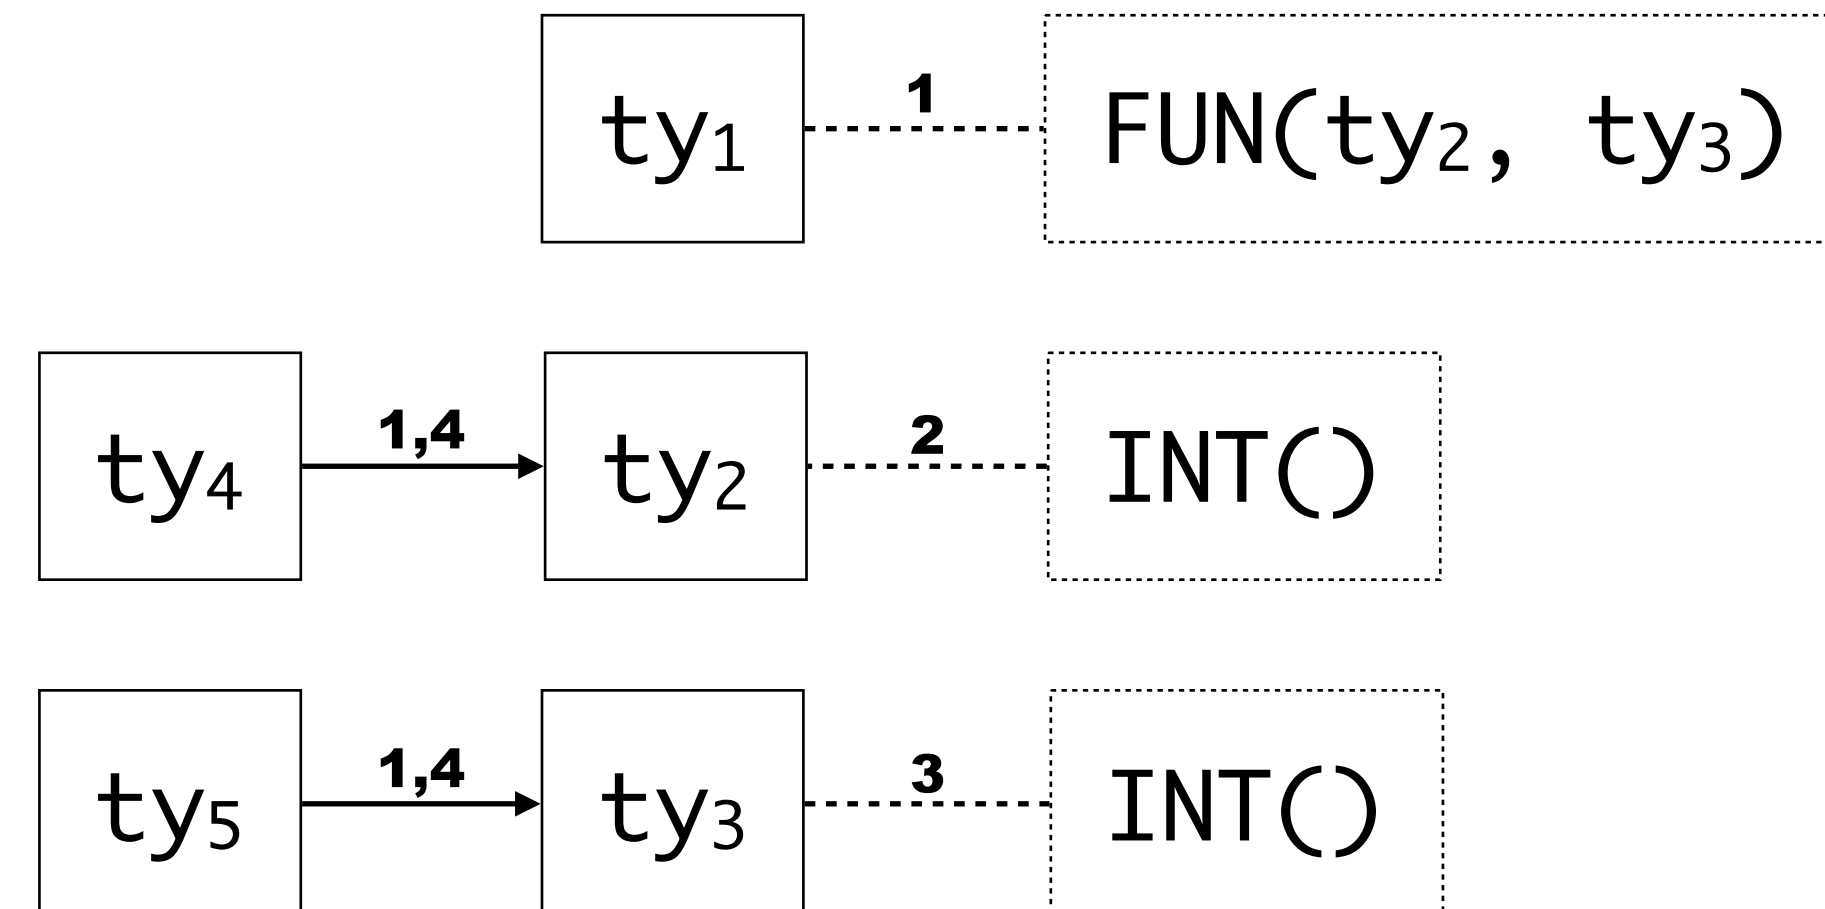 ty₁ 1 FUN(ty₂, ty₃)
ty₄ 1,4 ty₂ 2 INT()
ty₅ 1,4 ty₃ 3 INT()